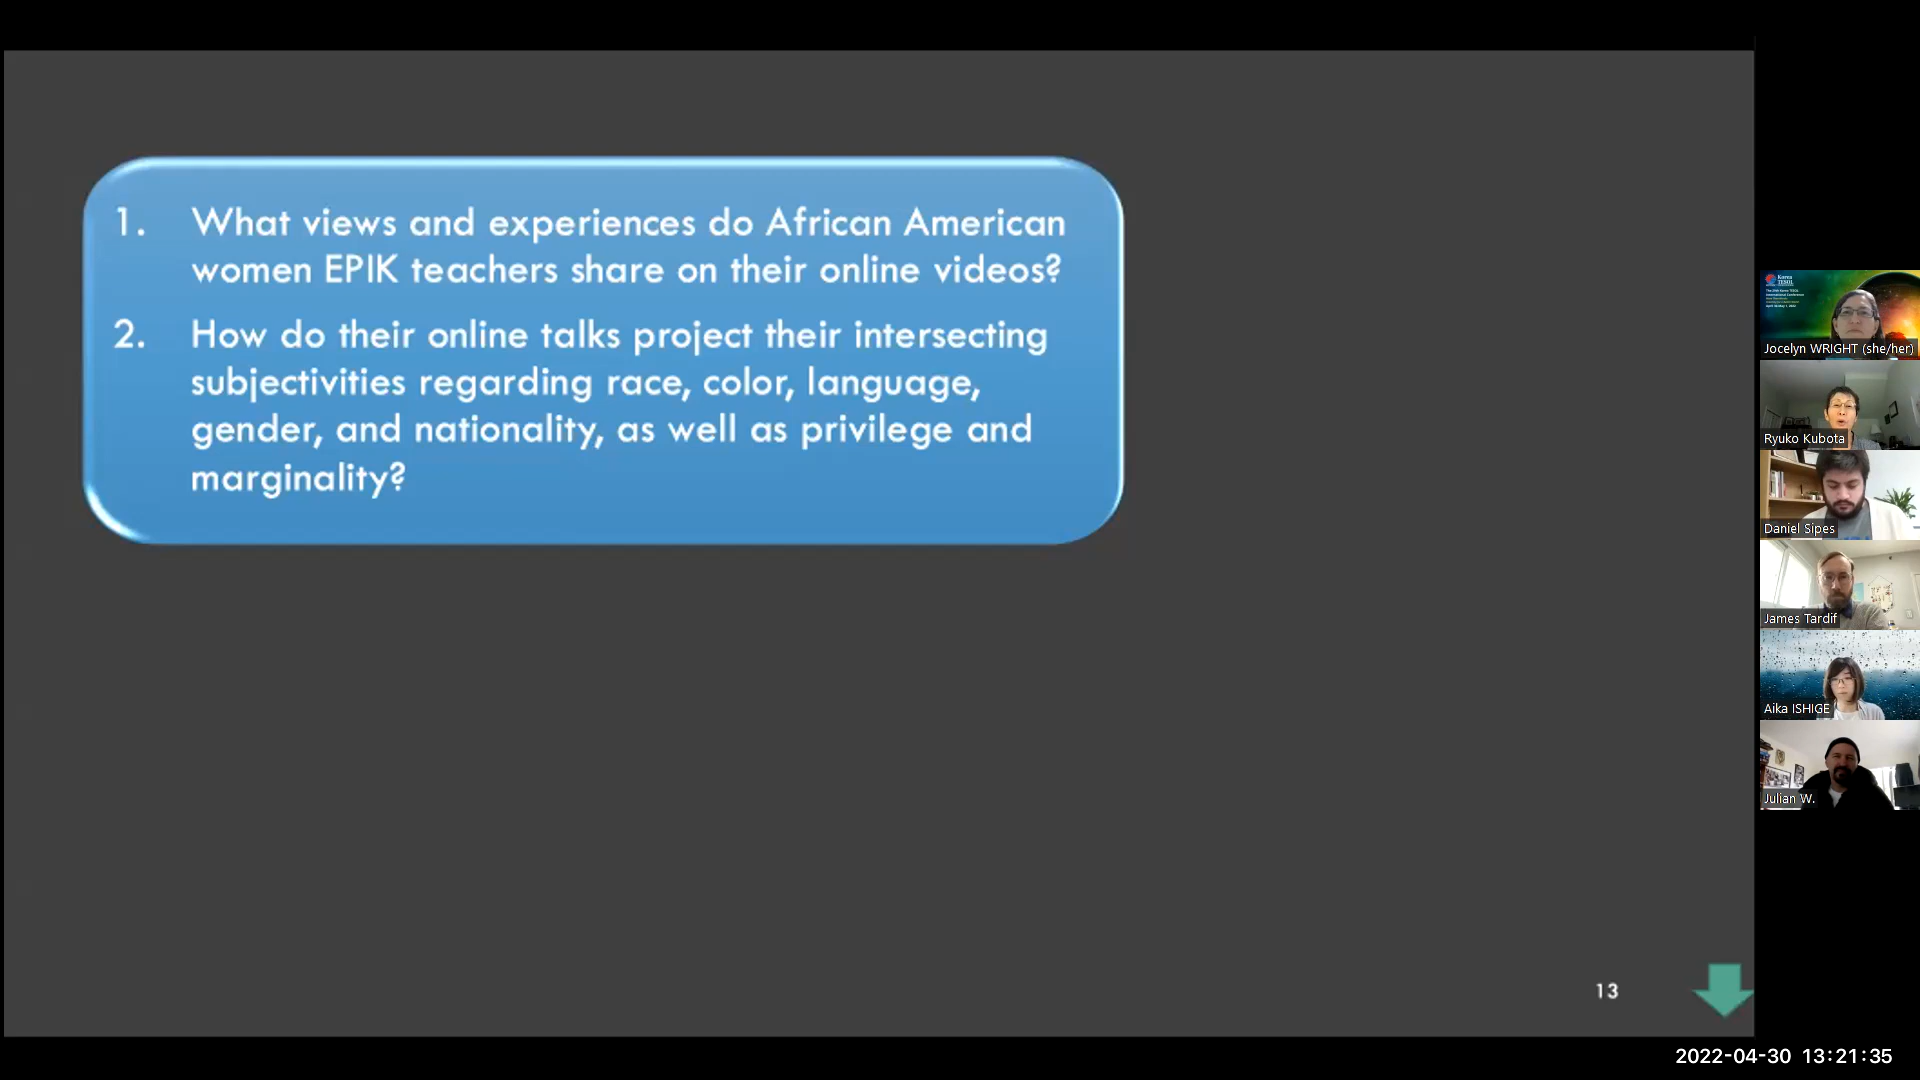 1. What views and experiences do African American
women EPIK teachers share on their online videos?
2. How do their online talks project their intersecting
subjectivities regarding race, color, language,
gender, and nationality, as well as privilege and
marginality?
13
Korea
TESOL
Jocelyn WRIGHT (she/her)
Ryuko Kubota
Daniel Sipes
James Tardif
Aika ISHIGE
Julian W.
2022-04-30 13:21:35